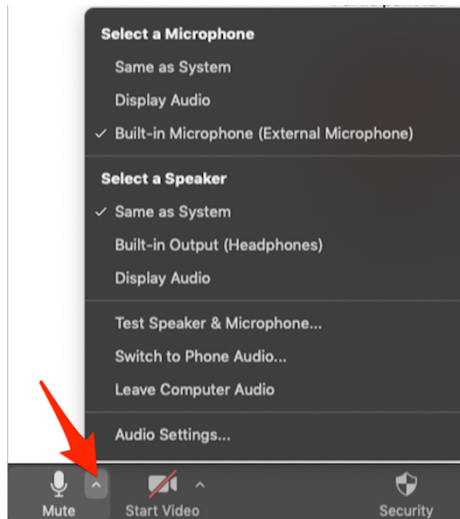 Select a Microphone
Same as System
Display Audio
✓ Built-in Microphone (External Microphone)
Select a Speaker
✓ Same as System
Built-in Output (Headphones)
Display Audio
Test Speaker & Microphone...
Switch to Phone Audio...
Leave Computer Audio
Audio Settings...
Mute
Start Video
Security